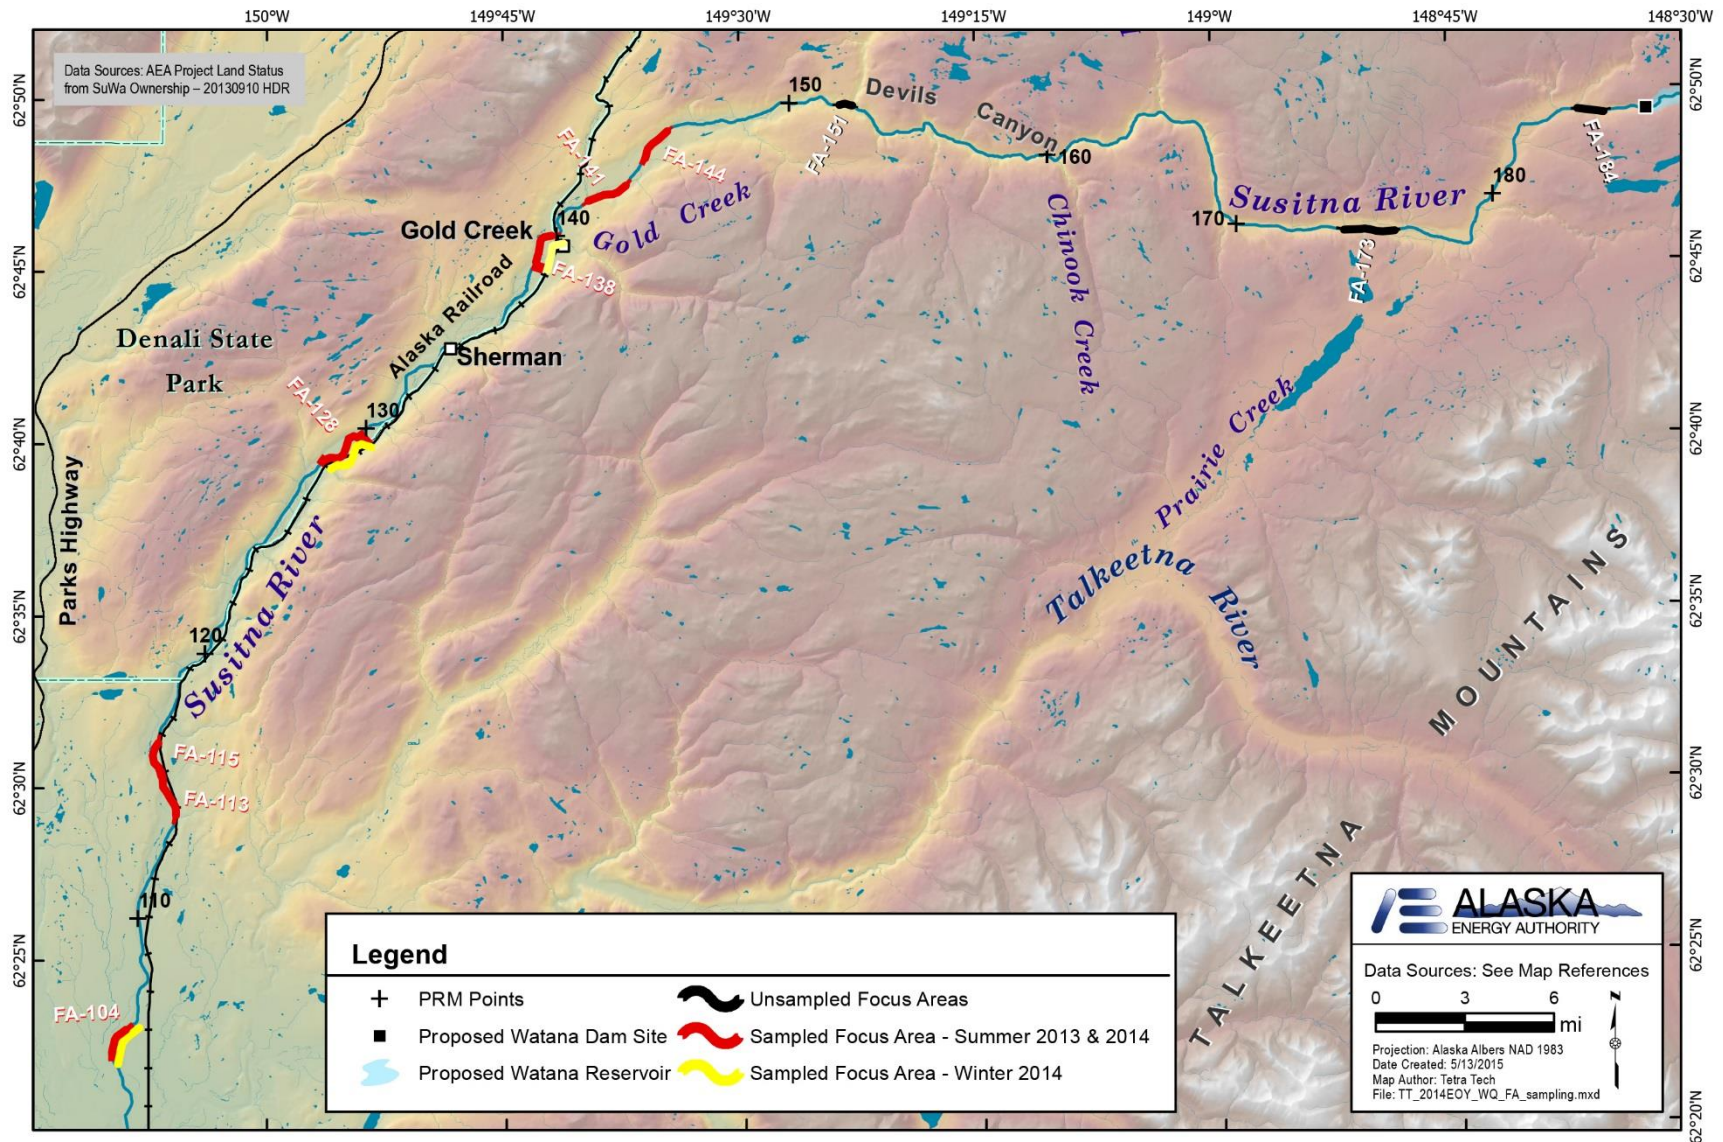 150°W 149°45'W 149°30'W 149°15'W 149°W 148°45'W 148°30'W
62°50'N
62°45'N
62°40'N
62°35'N
62°30'N
62°25'N
62°50'N
62°45'N
62°40'N
62°35'N
62°30'N
62°25'N
62°20'N
Data Sources: AEA Project Land Status
from SuWa Ownership – 20130910 HDR
150
Devils
Canyon
FA-151
160
FA-184
180
FA-141
FA-144
170
Susitna River
FA-173
140
Gold Creek
Gold Creek
FA-138
Chinook Creek
Alaska Railroad
Denali State
Park
Sherman
FA-128
130
Prairie Creek
Parks Highway
Susitna River
Talkeetna
River
120
MOUNTAINS
FA-115
FA-113
TALKEETNA
110
FA-104
Legend
PRM Points
Proposed Watana Dam Site
Proposed Watana Reservoir
Unsampled Focus Areas
Sampled Focus Area - Summer 2013 & 2014
Sampled Focus Area - Winter 2014
ALASKA
ENERGY AUTHORITY
Data Sources: See Map References
0 3 6
mi
N
Projection: Alaska Albers NAD 1983
Date Created: 5/13/2015
Map Author: Tetra Tech
File: TT_2014EOY_WQ_FA_sampling.mxd